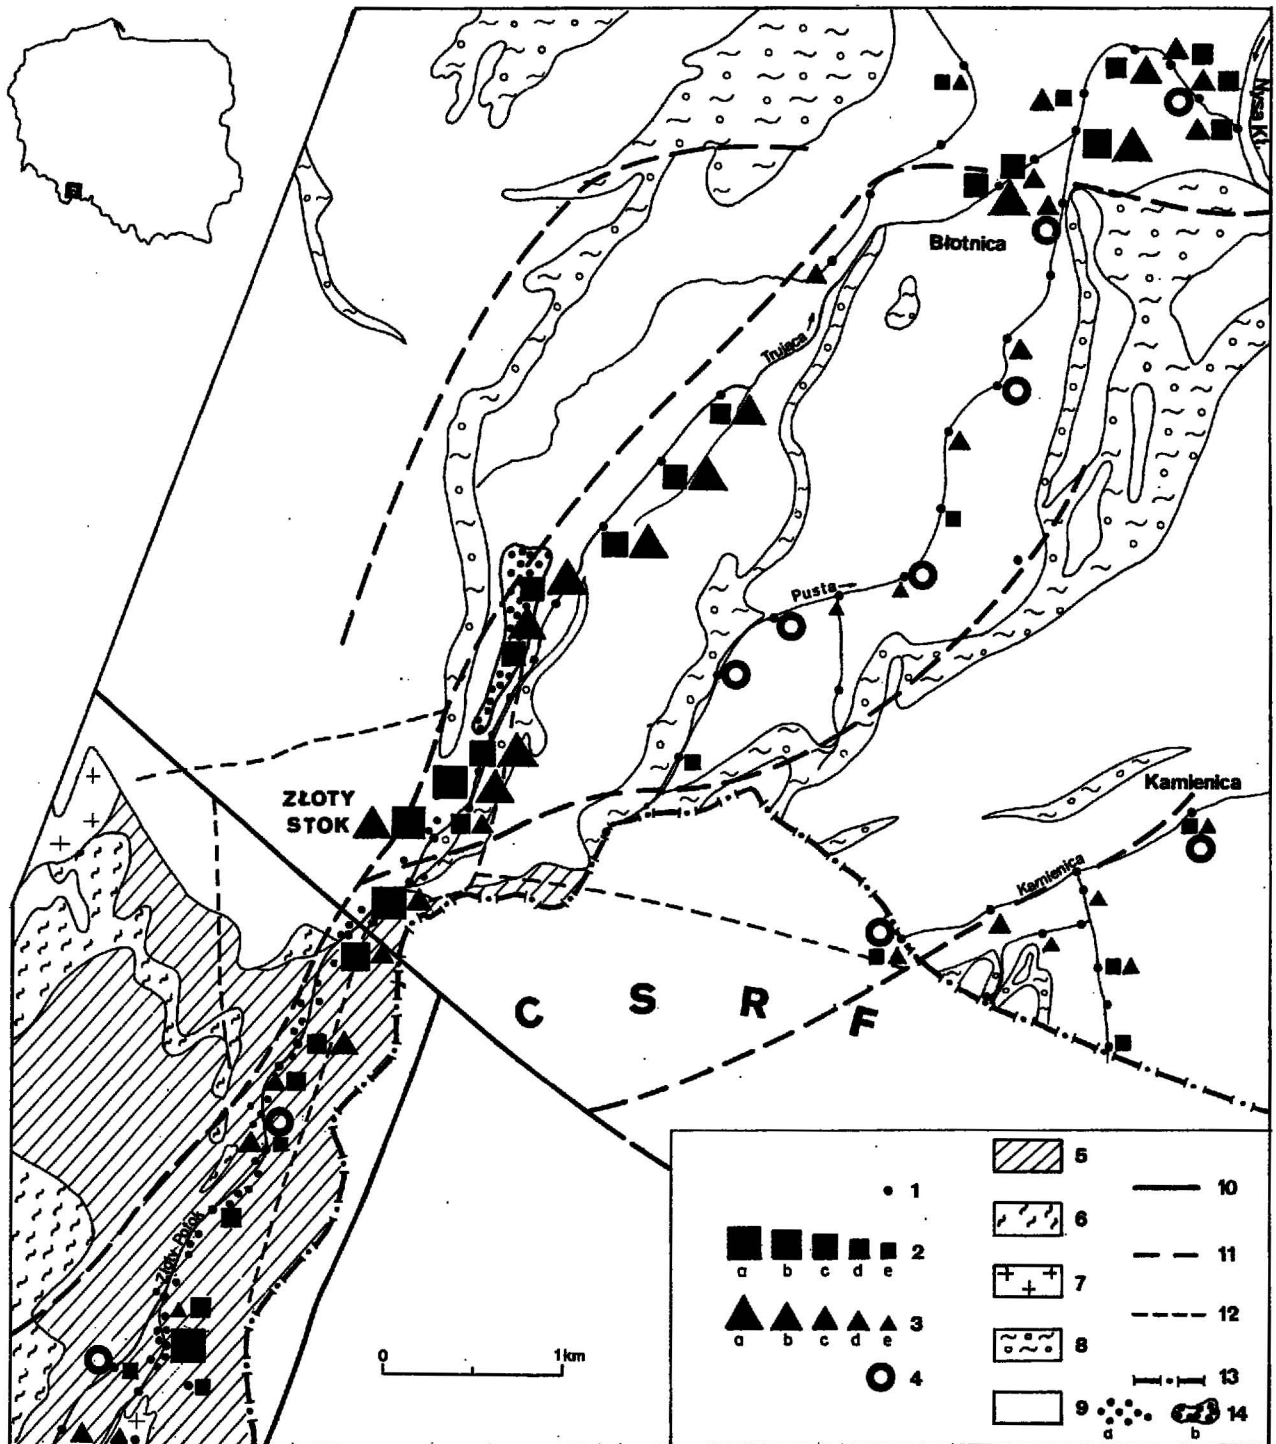 Nysa Kł.
Błotnica
Trująca
Pusta
ZŁOTY
STOK
Kamienica
Kamienica
C S R F
Złoty Potok
0 1km
1
a b c d e 2
a b c d e 3
4
5
6
7
8
9
10
11
12
13
a b 14